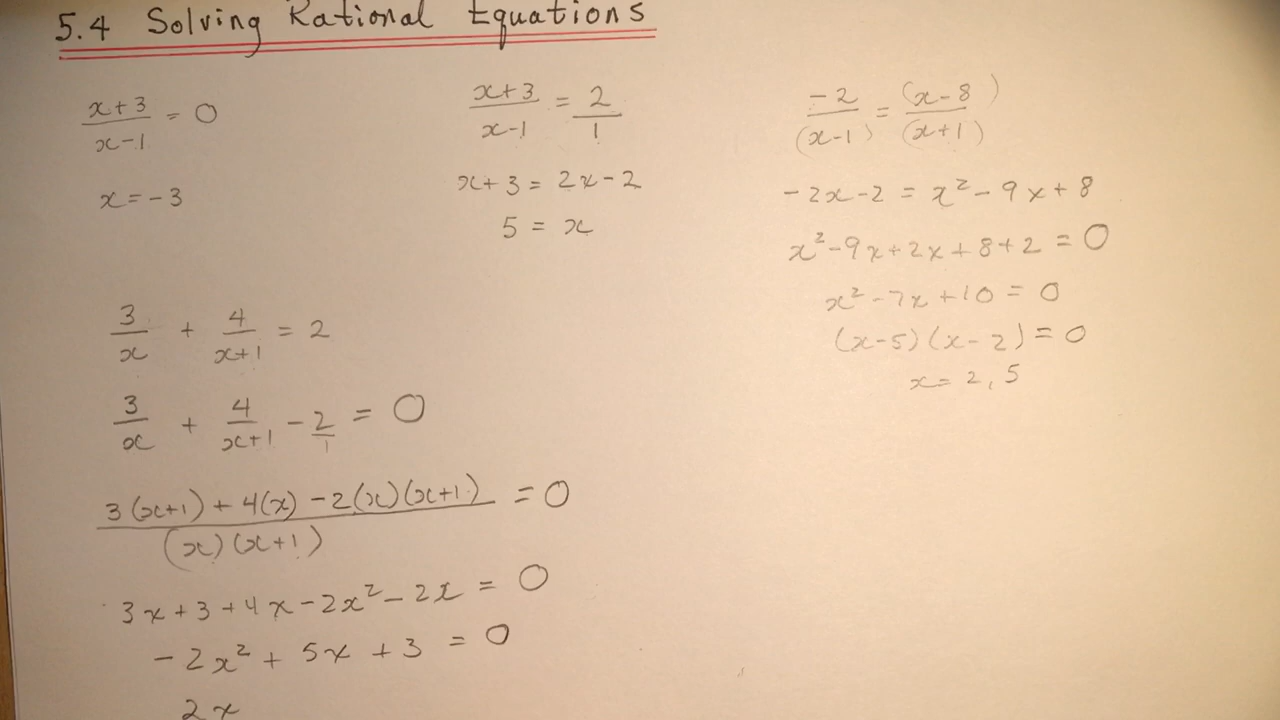 5.4 Solving Rational Equations
x+3/x-1 = 0
x = -3
x+3/x-1 = 2/1
x+3 = 2x-2
5 = x
-2/(x-1) = (x-8)/(x+1)
-2x-2 = x²-9x+8
x²-9x+2x+8+2 = 0
x²-7x+10 = 0
(x-5)(x-2) = 0
x = 2, 5
3/x + 4/x+1 = 2
3/x + 4/x+1 - 2/1 = 0
3(x+1) + 4(x) - 2(x)(x+1)/(x)(x+1) = 0
3x+3+4x-2x²-2x = 0
-2x² + 5x + 3 = 0
2x